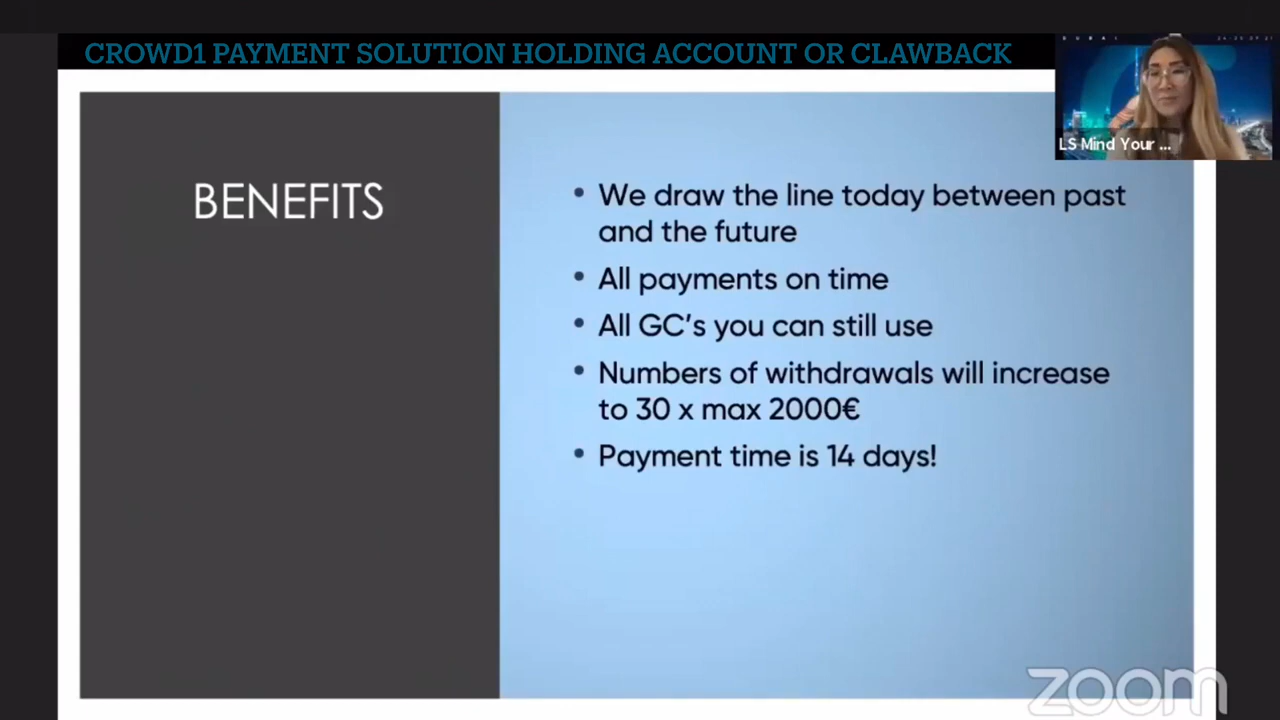 CROWD1 PAYMENT SOLUTION HOLDING ACCOUNT OR CLAWBACK
LS Mind Your ...
BENEFITS
• We draw the line today between past
and the future
• All payments on time
• All GC's you can still use
• Numbers of withdrawals will increase
to 30 x max 2000€
• Payment time is 14 days!
zoom